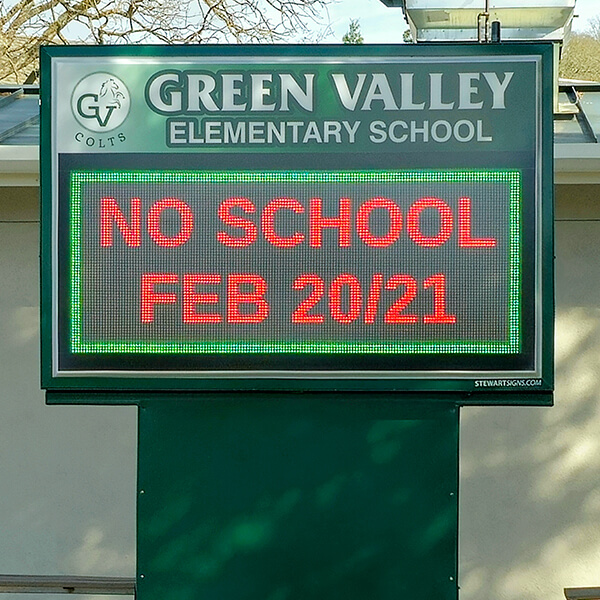 GV
COLTS
GREEN VALLEY
ELEMENTARY SCHOOL
NO SCHOOL
FEB 20/21
STEWARTSIGNS.COM